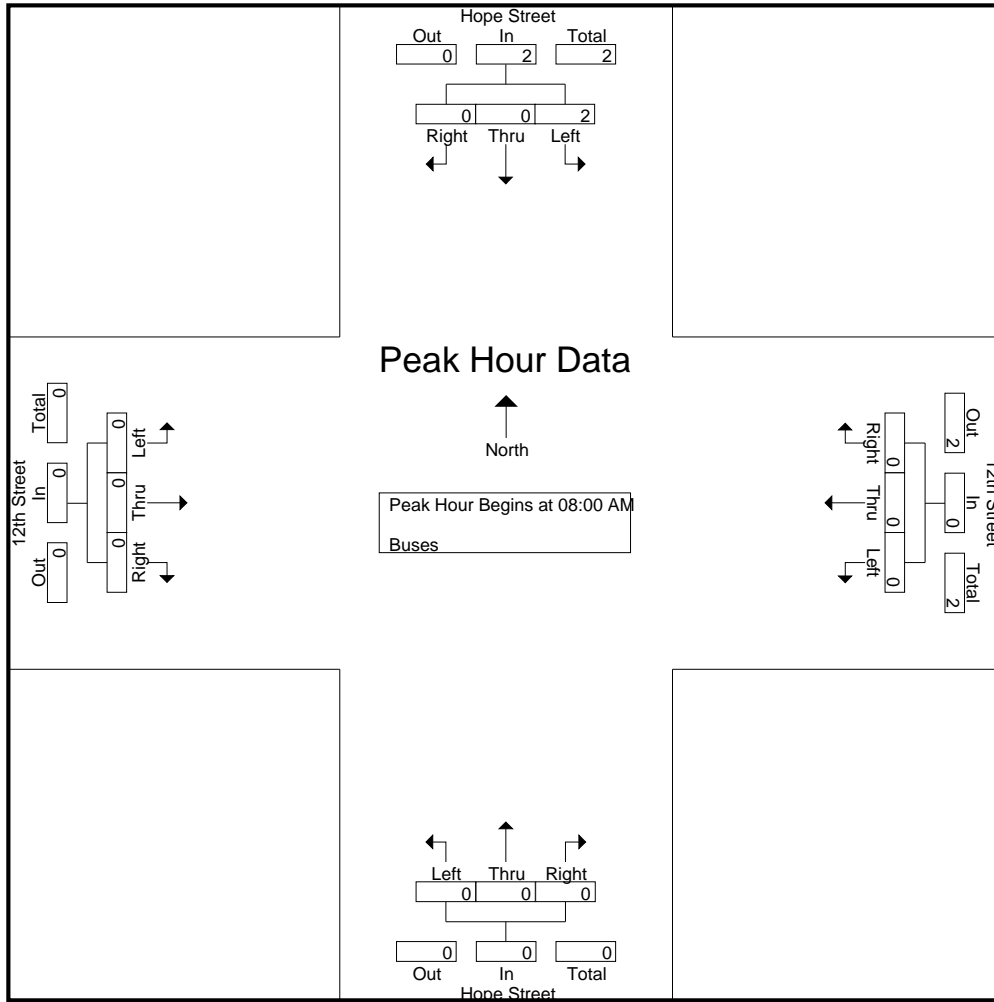 Hope Street
Out In Total
0 2 2
0 0 2
Right Thru Left
Peak Hour Data
North
Peak Hour Begins at 08:00 AM
Buses
12th Street
Out In Total
0 0 0
Left Thru Right
0 0 0
12th Street
Out In Total
2 0 2
Right Thru Left
0 0 0
Left Thru Right
0 0 0
0 0 0
Out In Total
Hope Street